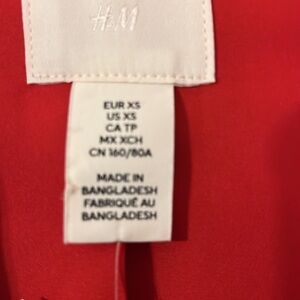 H&M
EUR XS
US XS
CA TP
MX XCH
CN 160/80A
MADE IN
BANGLADESH
FABRIQUÉ AU
BANGLADESH